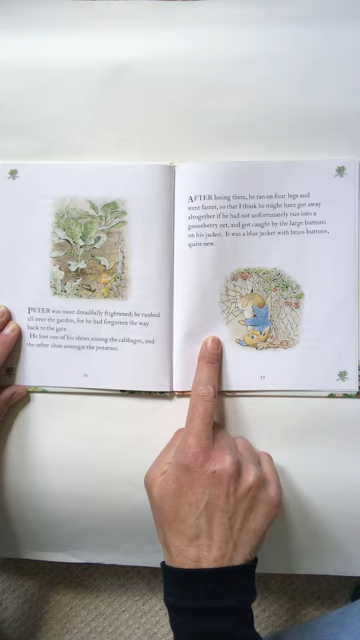 PETER was most dreadfully frightened; he rushed
all over the garden, for he had forgotten the way
back to the gate.
He lost one of his shoes among the cabbages, and
the other shoe amongst the potatoes.
AFTER losing them, he ran on four legs and
went faster, so that I think he might have got away
altogether if he had not unfortunately run into a
gooseberry net, and got caught by the large buttons
on his jacket. It was a blue jacket with brass buttons,
quite new.